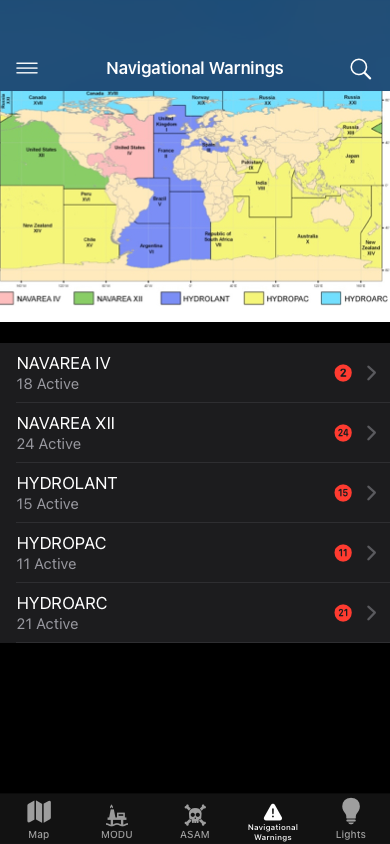 Navigational Warnings
Russia XXI
Canada XVII
Canada XVIII
Norway XIX
Russia XX
Russia XXI
United States XII
United States IV
United Kingdom I
France II
Spain III
Pakistan IX
India VIII
Russia XIII
Japan XI
Peru XVI
Brazil V
New Zealand XIV
Chile XV
Argentina VI
Republic of South Africa VII
Australia X
New Zealand XIV
NAVAREA IV
NAVAREA XII
HYDROLANT
HYDROPAC
HYDROARC
NAVAREA IV
2
18 Active
NAVAREA XII
24
24 Active
HYDROLANT
15
15 Active
HYDROPAC
11
11 Active
HYDROARC
21
21 Active
Map
MODU
ASAM
Navigational
Warnings
Lights